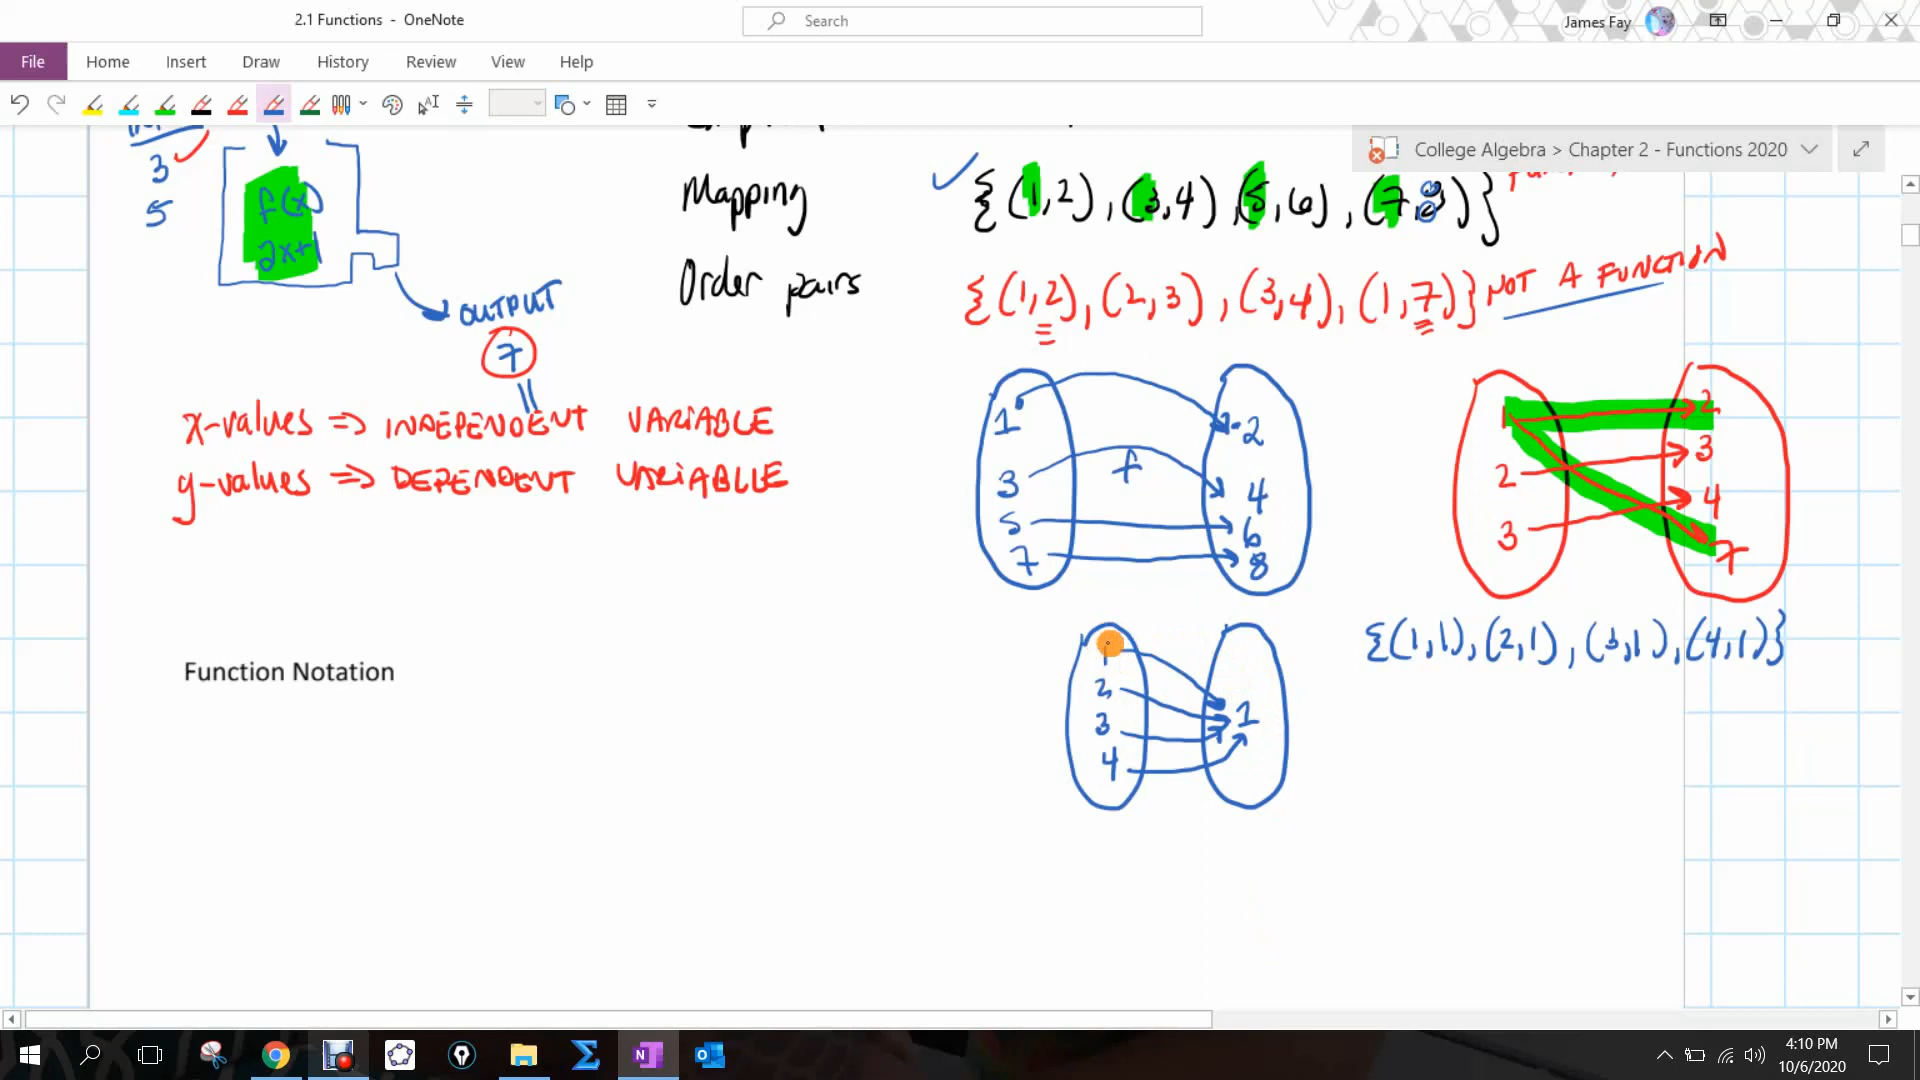 2.1 Functions - OneNote
Search
James Fay
File Home Insert Draw History Review View Help
College Algebra > Chapter 2 - Functions 2020
3
5
f(x)
2x+1
OUTPUT
7
Mapping
{(1,2), (3,4), (5,6), (7,8)}
Order pairs
{(1,2), (2,3), (3,4), (1,7)} NOT A FUNCTION
x-values => INDEPENDENT VARIABLE
y-values => DEPENDENT VARIABLE
1 2
3 f 4
5 6
7 8
1 2
2 3
3 4
7
{(1,1), (2,1), (3,1), (4,1)}
1
2
3 1
4
Function Notation
4:10 PM
10/6/2020